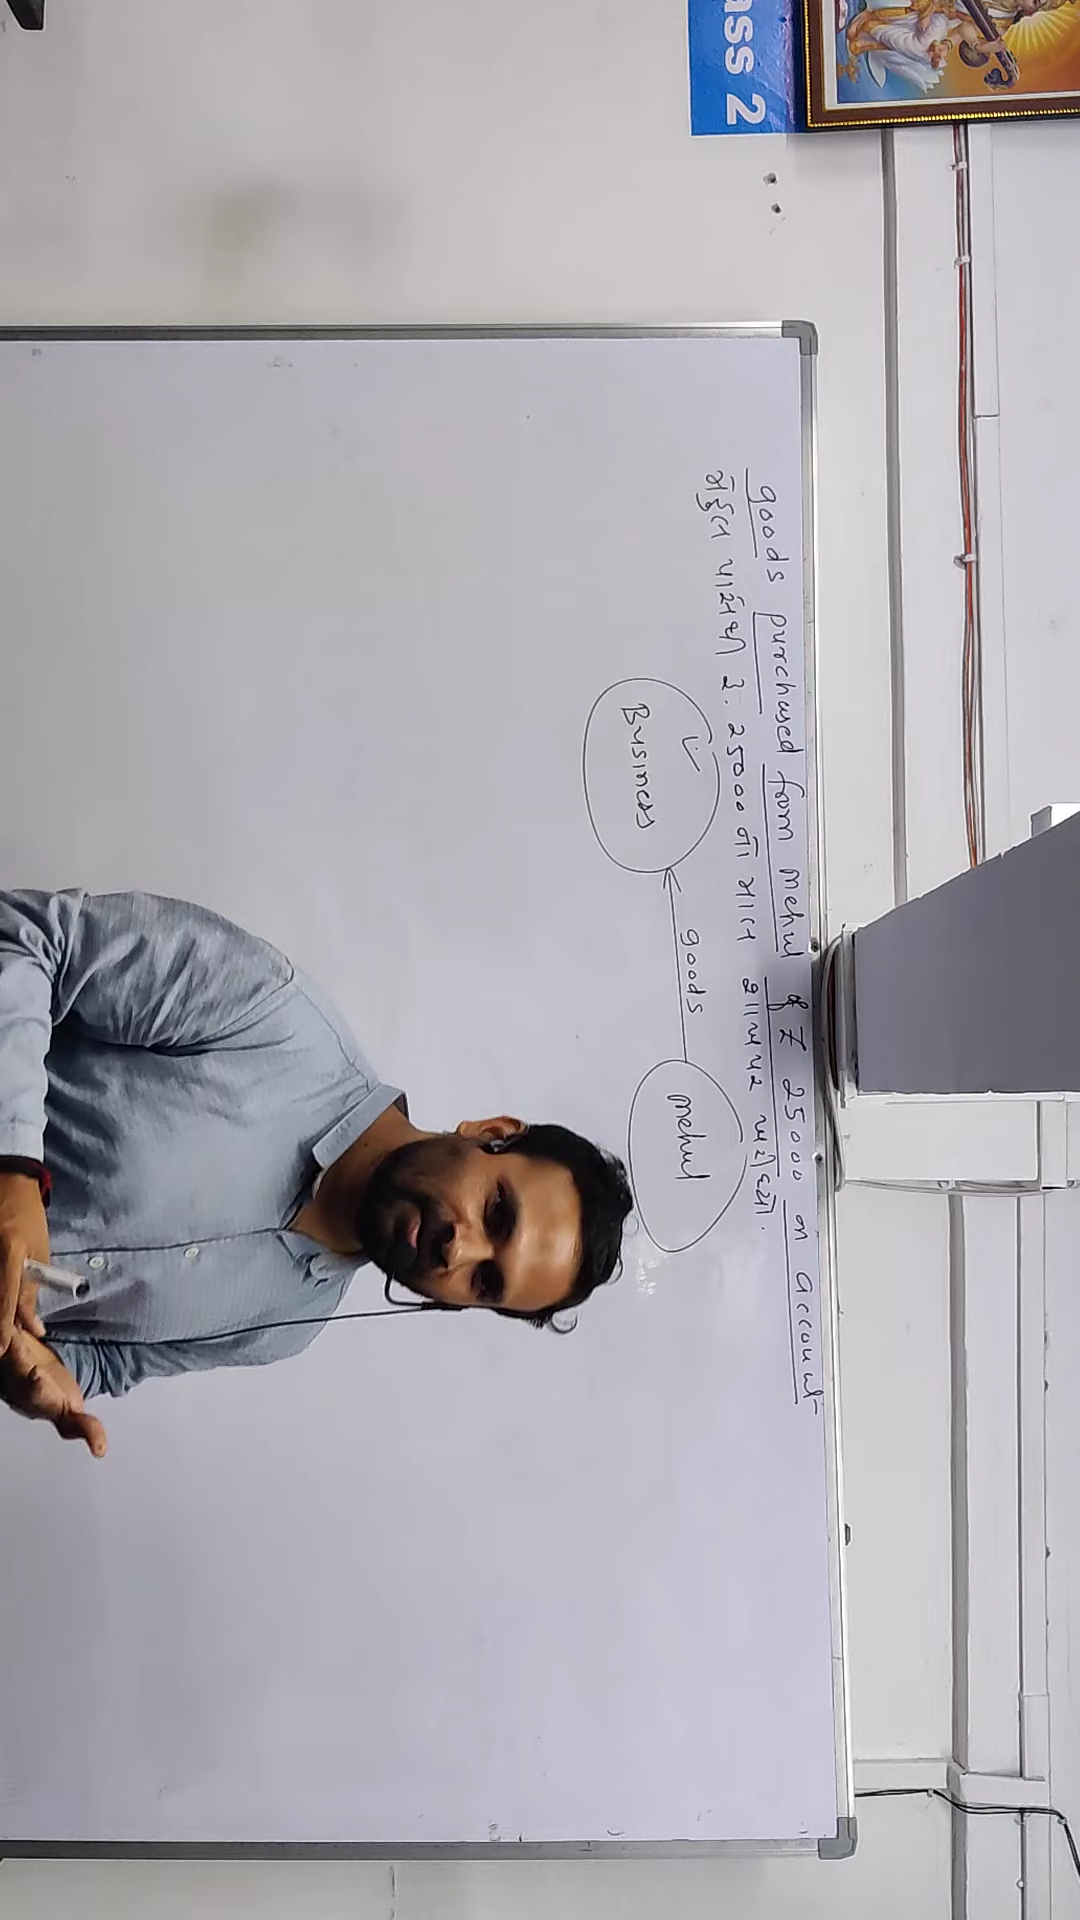 ass 2
goods purchased from Mehul of ₹ 25000 on account
મેહુલ પાસેથી રૂ. 25000 નો માલ શાખપર ખરીદ્યો.
Business
goods
Mehul